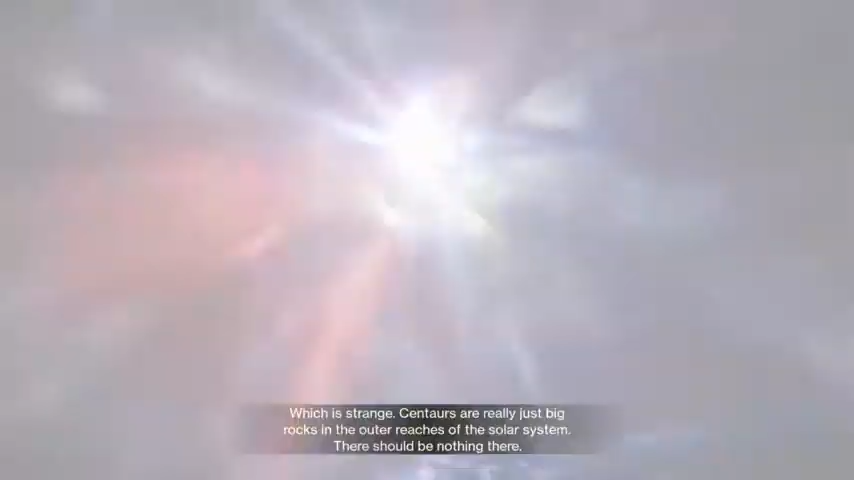 Which is strange. Centaurs are really just big
rocks in the outer reaches of the solar system.
There should be nothing there.